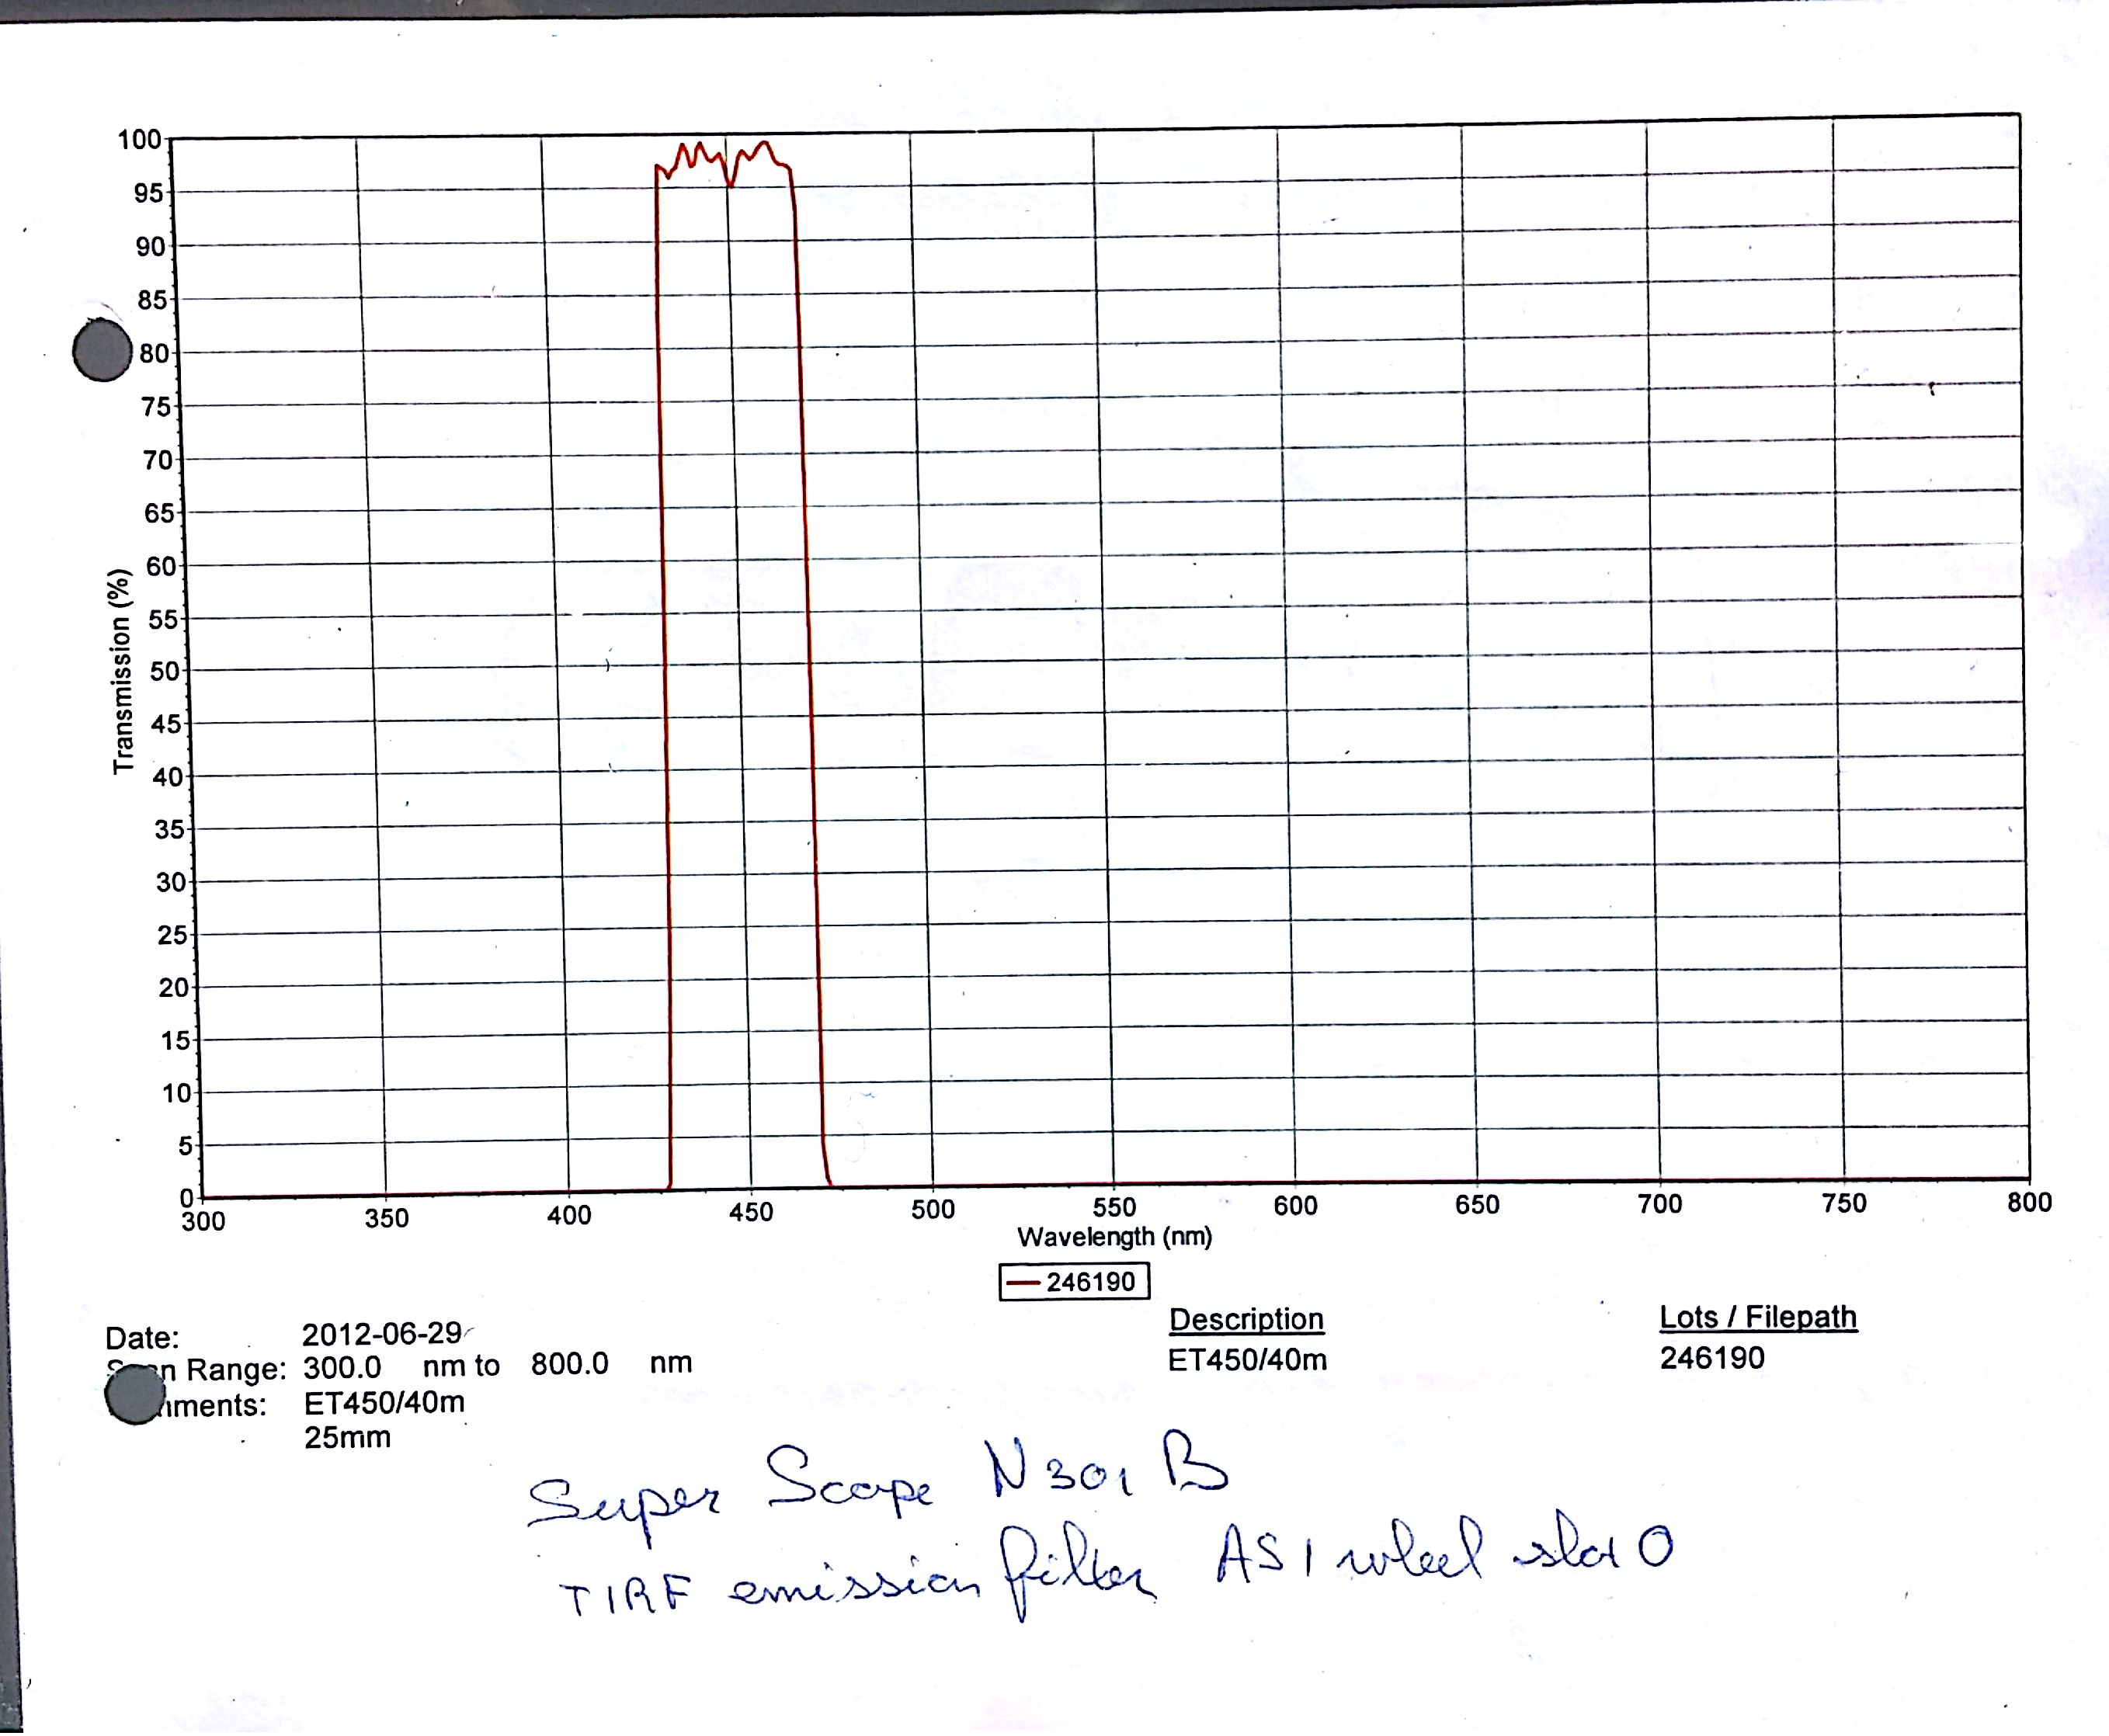 100
95
90
85
80
75
70
65
60
55
50
45
40
35
30
25
20
15
10
5
0
Transmission (%)
300 350 400 450 500 550 600 650 700 750 800
Wavelength (nm)
246190
Description Lots / Filepath
ET450/40m 246190
Date: 2012-06-29
n Range: 300.0 nm to 800.0 nm
ments: ET450/40m
25mm
Super Scope N301B
TIRF emission filter ASI wheel slot 0